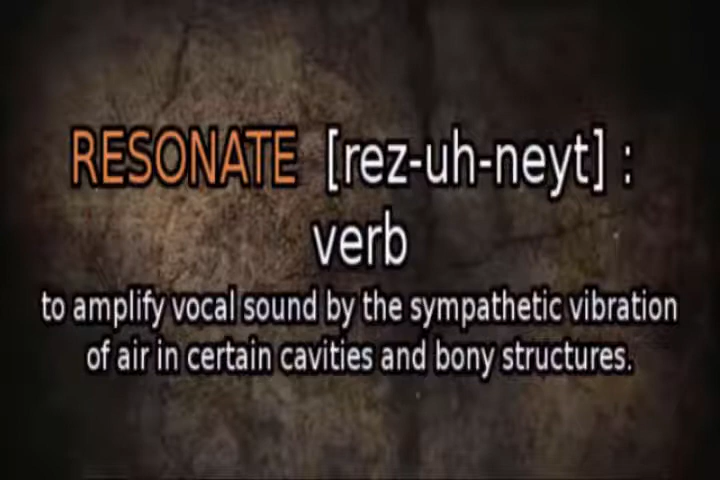 RESONATE [rez-uh-neyt] :
verb
to amplify vocal sound by the sympathetic vibration
of air in certain cavities and bony structures.